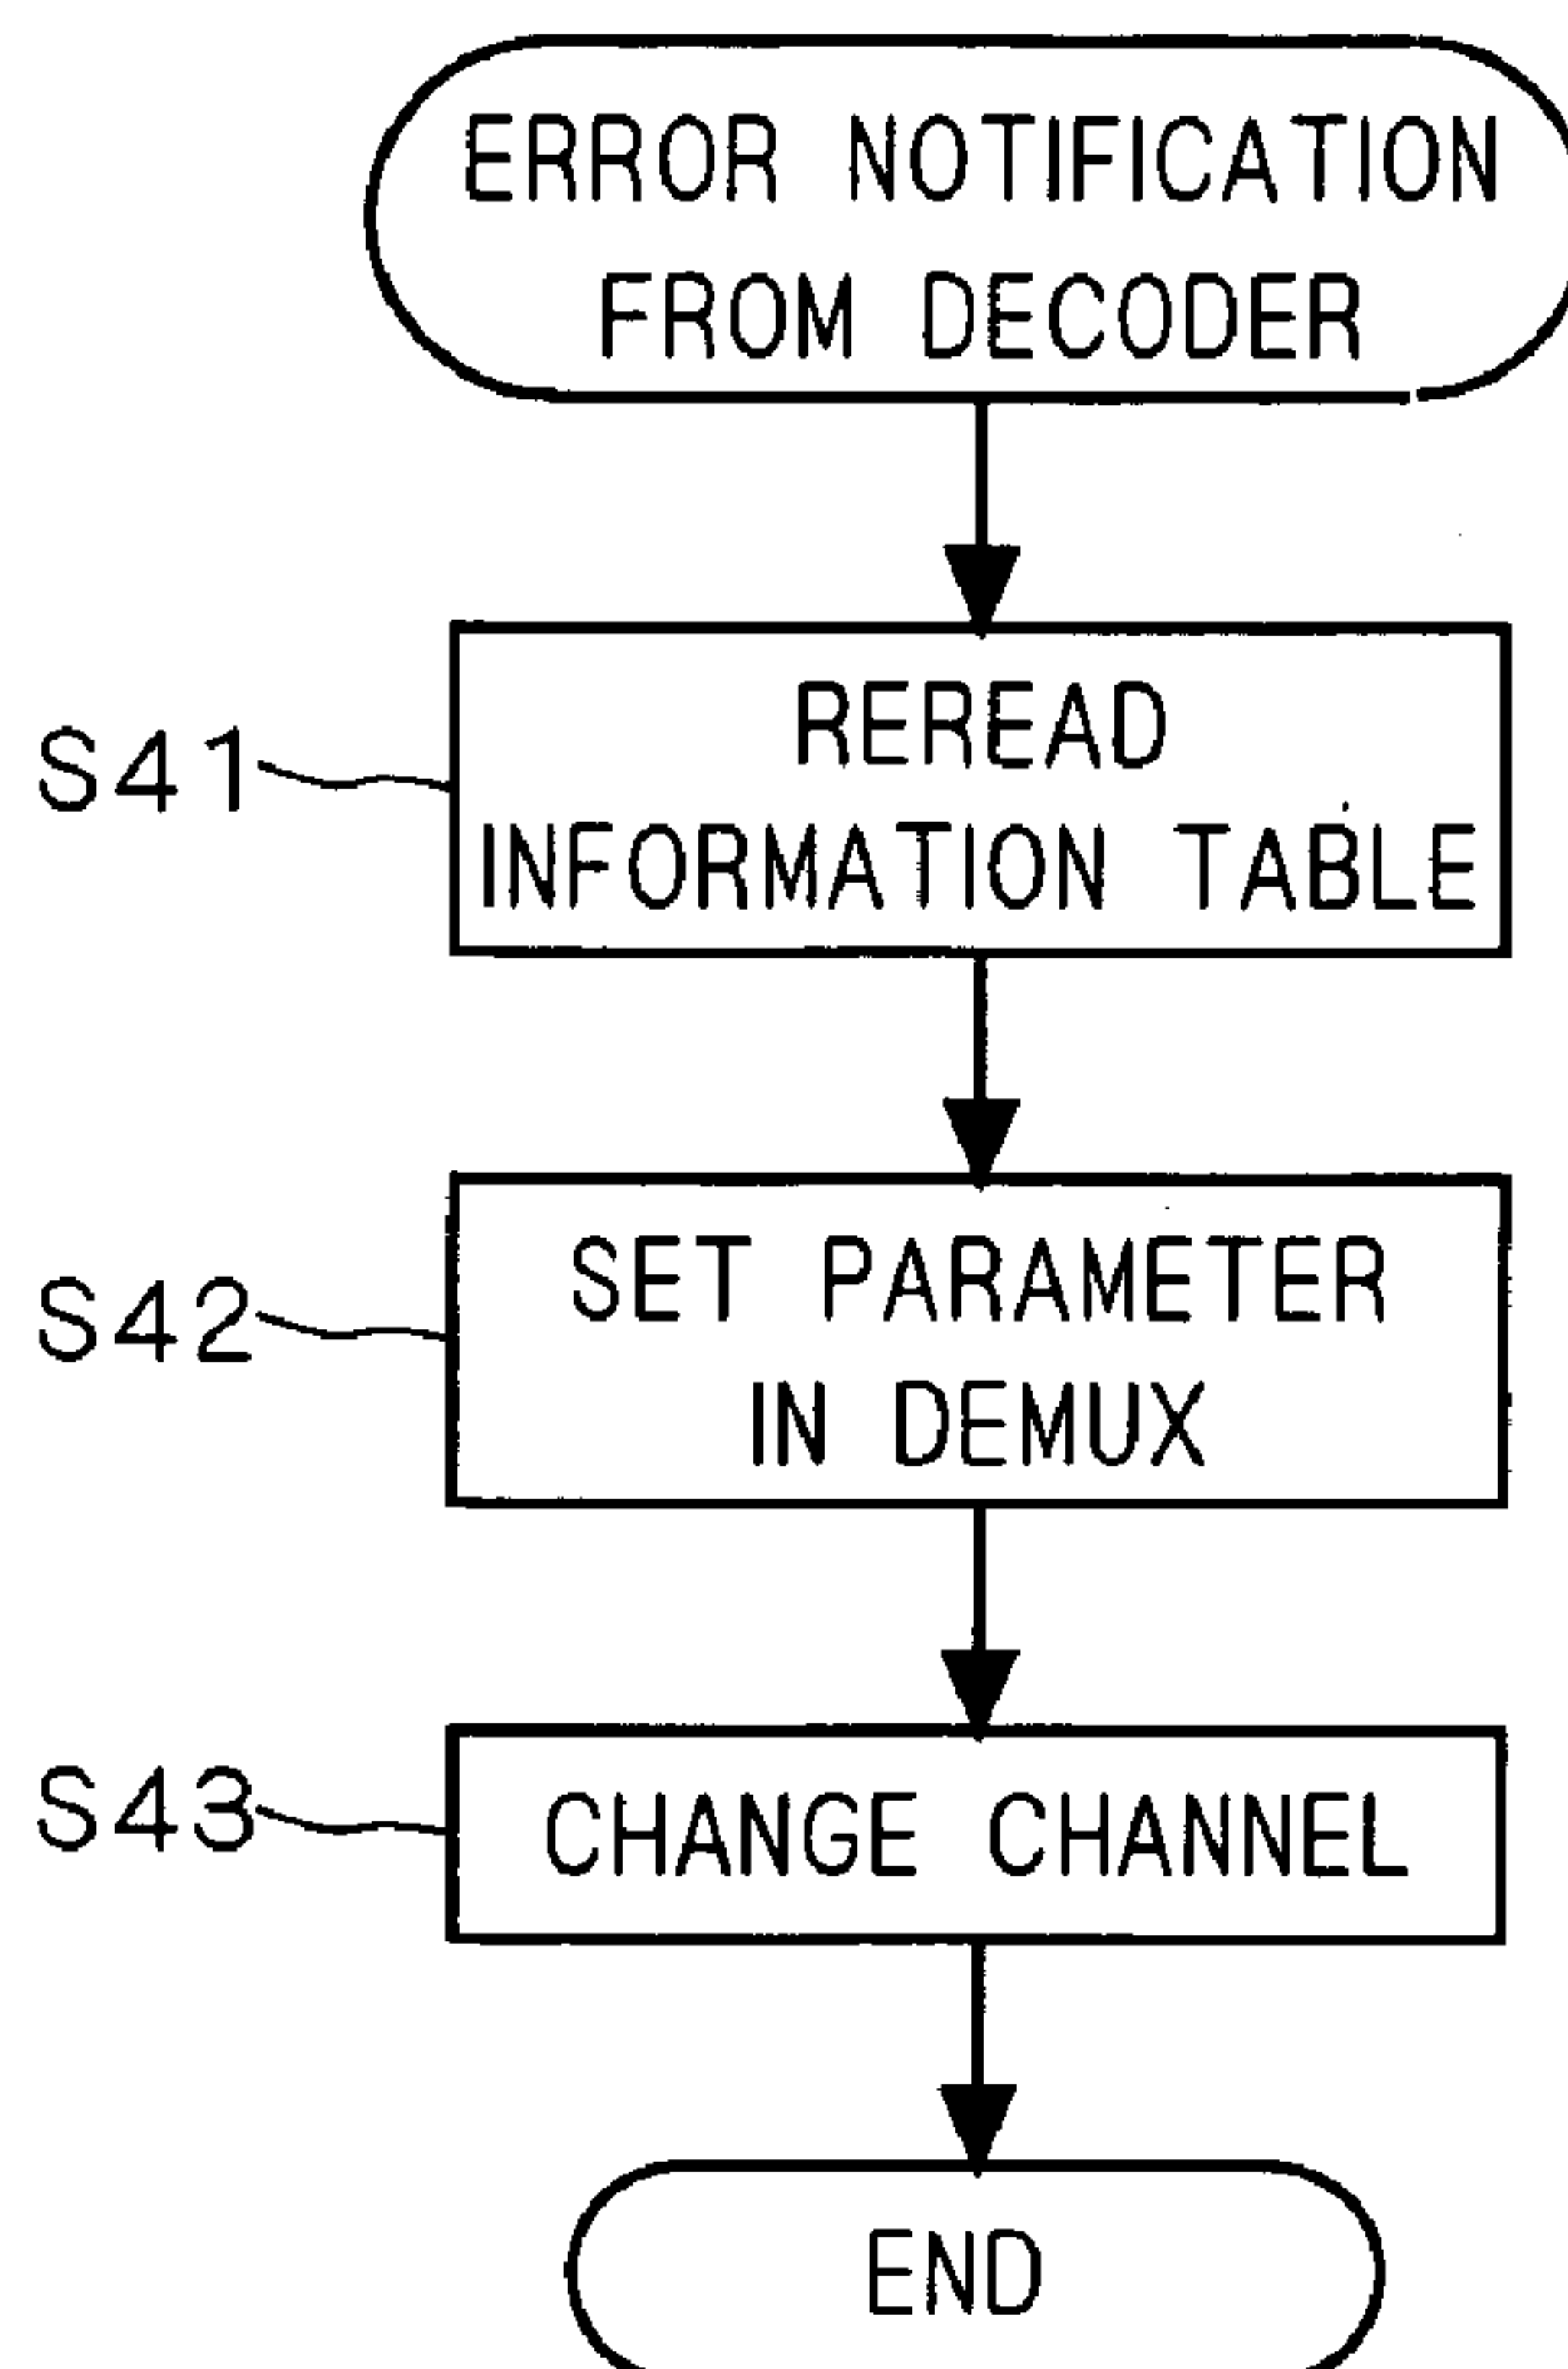 ERROR NOTIFICATION
FROM DECODER
S41
REREAD
INFORMATION TABLE
S42
SET PARAMETER
IN DEMUX
S43
CHANGE CHANNEL
END